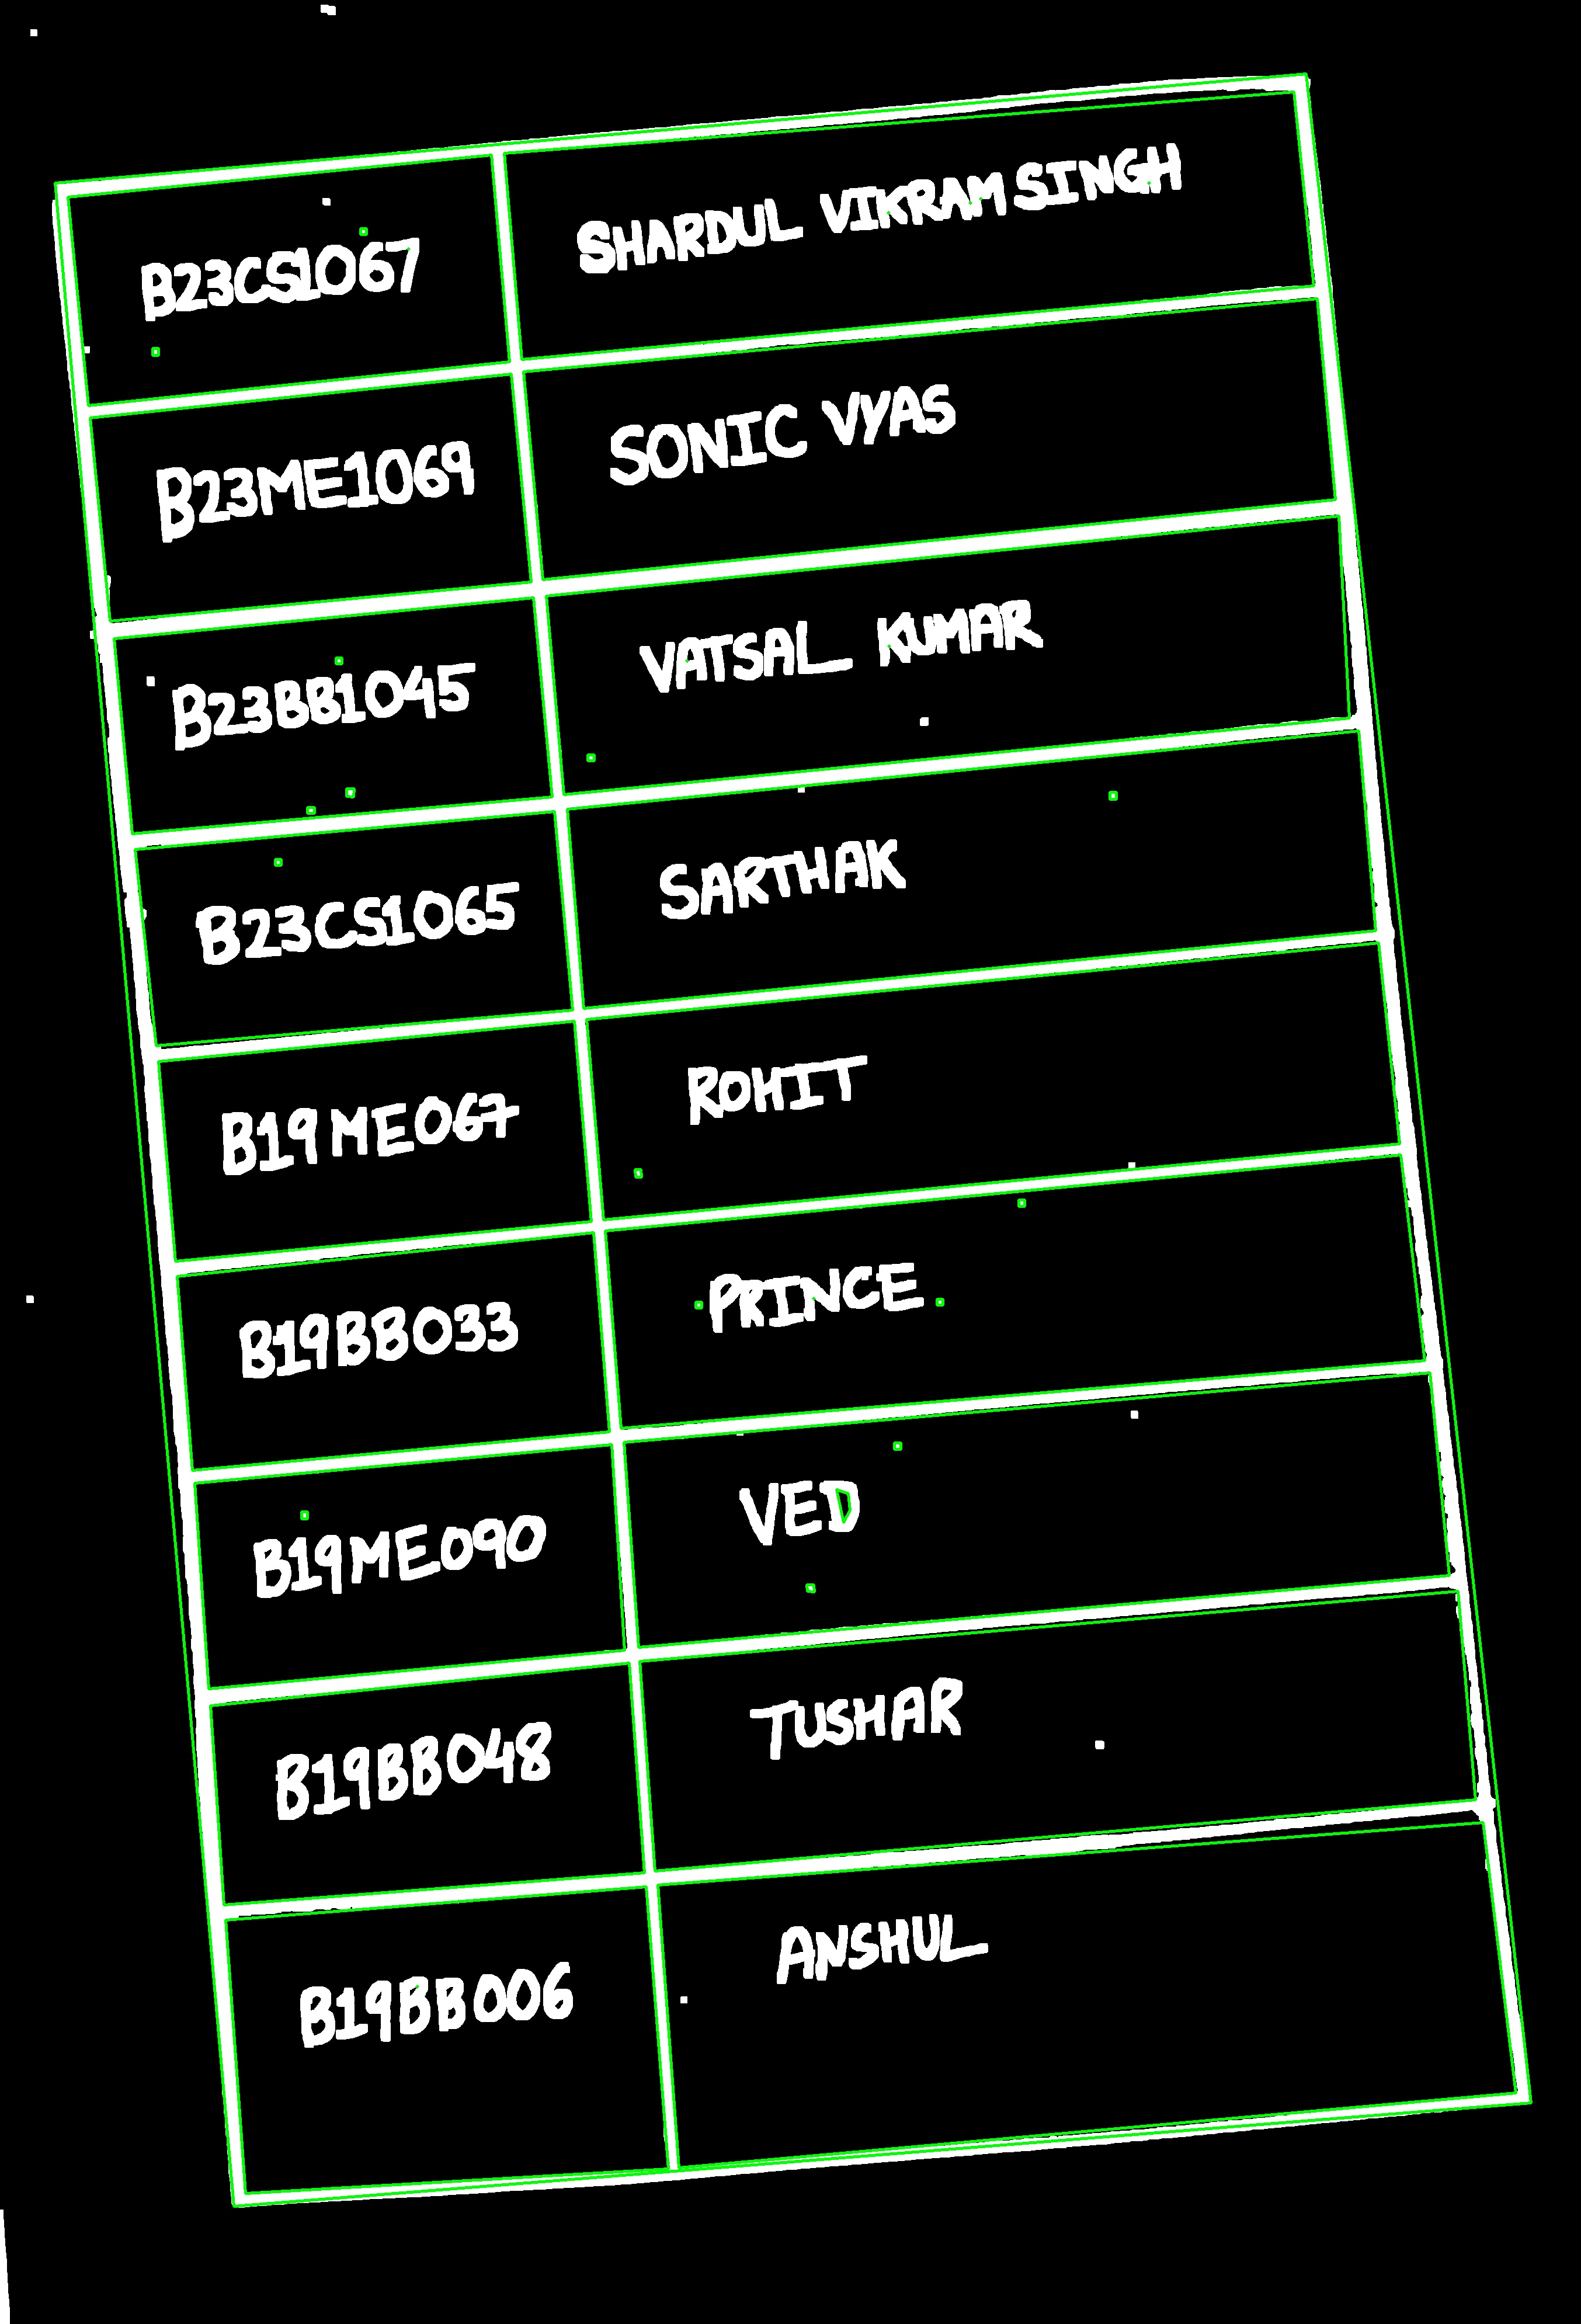 B23CS1067 SHARDUL VIKRAM SINGH
B23ME1069 SONIC VYAS
B23BB1045 VATSAL KUMAR
B23CS1065 SARTHAK
B19ME067 ROHIT
B19BB033 PRINCE
B19ME090 VED
B19BB048 TUSHAR
B19BB006 ANSHUL